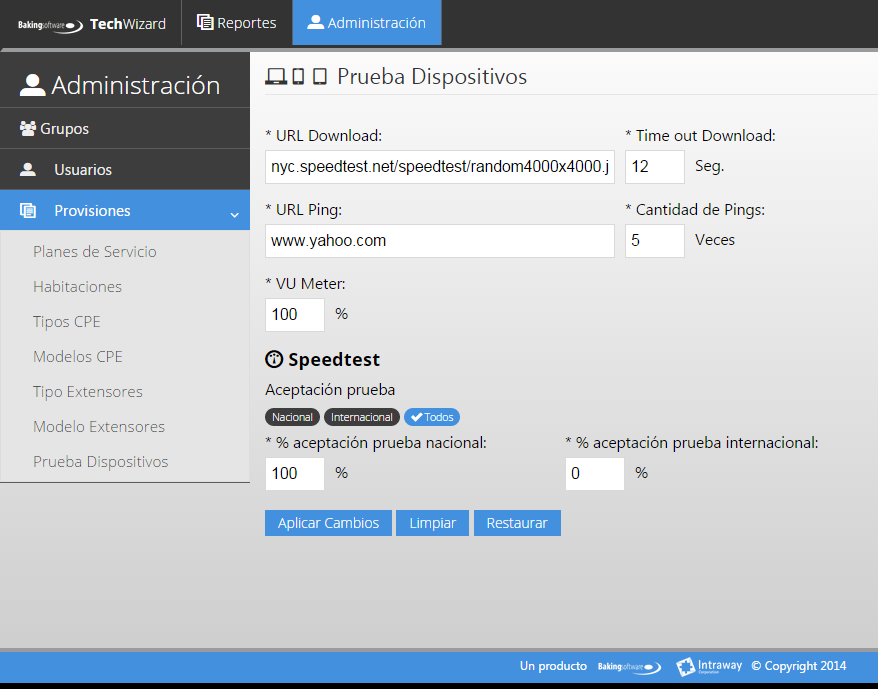 Bakingsoftware TechWizard Reportes Administración
Administración
Grupos
Usuarios
Provisiones
Planes de Servicio
Habitaciones
Tipos CPE
Modelos CPE
Tipo Extensores
Modelo Extensores
Prueba Dispositivos
Prueba Dispositivos
* URL Download: * Time out Download:
nyc.speedtest.net/speedtest/random4000x4000.j 12 Seg.
* URL Ping: * Cantidad de Pings:
www.yahoo.com 5 Veces
* VU Meter:
100 %
Speedtest
Aceptación prueba
Nacional Internacional Todos
* % aceptación prueba nacional: * % aceptación prueba internacional:
100 % 0 %
Aplicar Cambios Limpiar Restaurar
Un producto Bakingsoftware Intraway Corporation © Copyright 2014